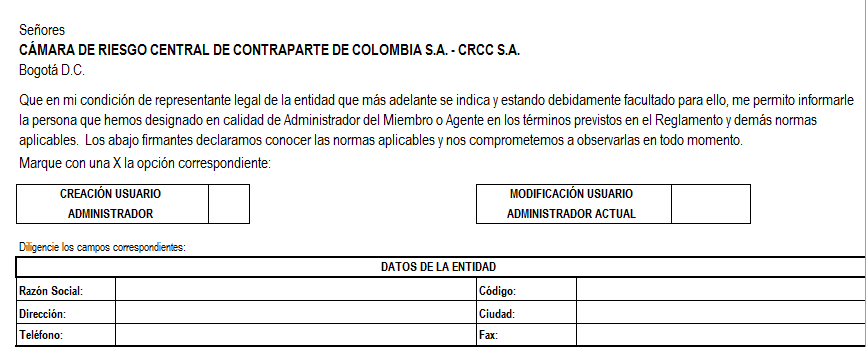 Señores
CÁMARA DE RIESGO CENTRAL DE CONTRAPARTE DE COLOMBIA S.A. - CRCC S.A.
Bogotá D.C.
Que en mi condición de representante legal de la entidad que más adelante se indica y estando debidamente facultado para ello, me permito informarle
la persona que hemos designado en calidad de Administrador del Miembro o Agente en los términos previstos en el Reglamento y demás normas
aplicables. Los abajo firmantes declaramos conocer las normas aplicables y nos comprometemos a observarlas en todo momento.
Marque con una X la opción correspondiente:
CREACIÓN USUARIO
ADMINISTRADOR
MODIFICACIÓN USUARIO
ADMINISTRADOR ACTUAL
Diligencie los campos correspondientes:
DATOS DE LA ENTIDAD
Razón Social: Código:
Dirección: Ciudad:
Teléfono: Fax: